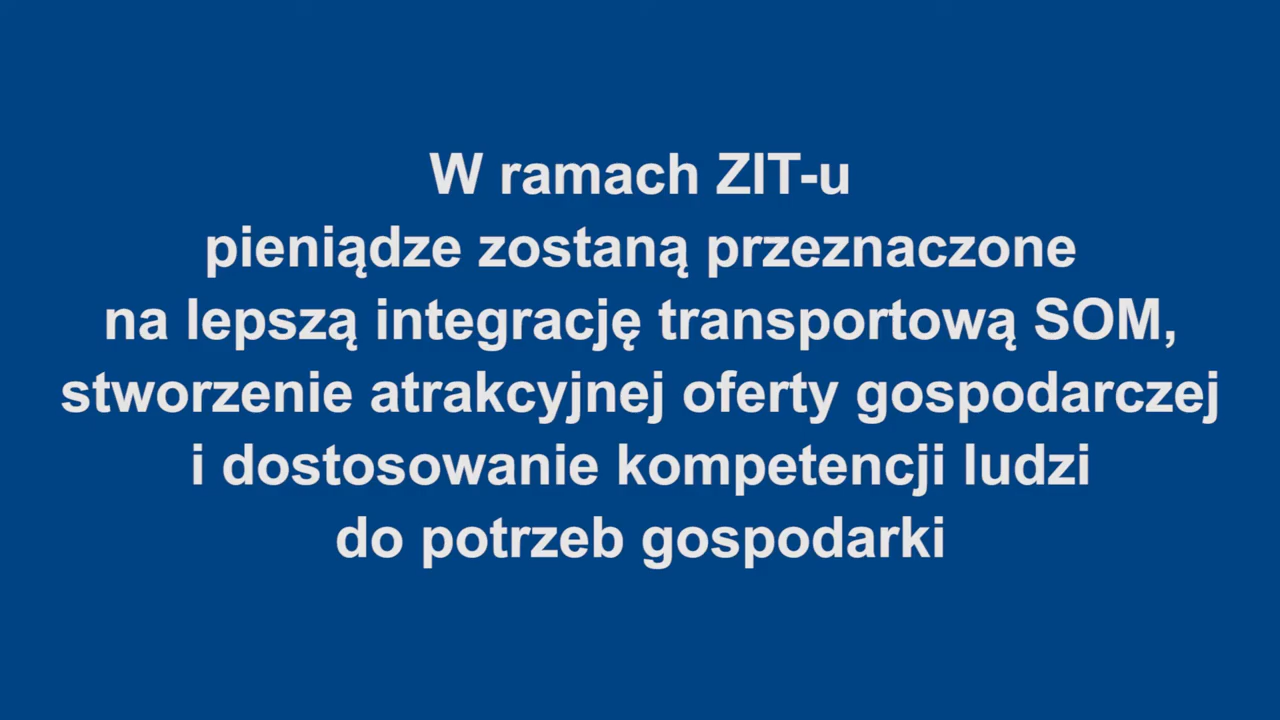 W ramach ZIT-u
pieniądze zostaną przeznaczone
na lepszą integrację transportową SOM,
stworzenie atrakcyjnej oferty gospodarczej
i dostosowanie kompetencji ludzi
do potrzeb gospodarki